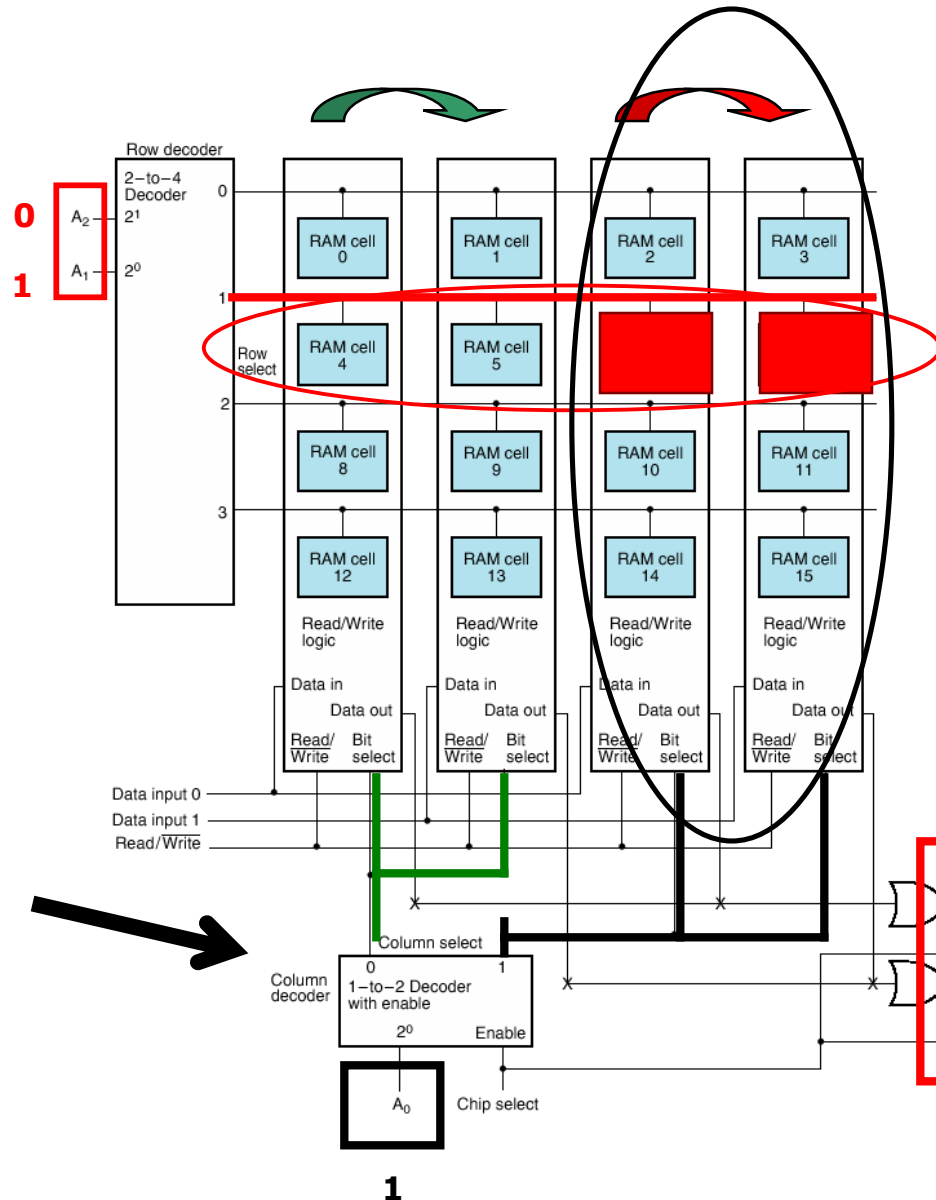 Row decoder
2−to−4
Decoder
0
A2
2¹
0
A1
2⁰
1
RAM cell
0
RAM cell
1
RAM cell
2
RAM cell
3
1
Row
select
RAM cell
4
RAM cell
5
2
RAM cell
8
RAM cell
9
RAM cell
10
RAM cell
11
3
RAM cell
12
RAM cell
13
RAM cell
14
RAM cell
15
Read/Write
logic
Read/Write
logic
Read/Write
logic
Read/Write
logic
Data in
Data in
Data in
Data in
Data out
Data out
Data out
Data out
Read/
Write
Bit
select
Read/
Write
Bit
select
Read/
Write
Bit
select
Read/
Write
Bit
select
Data input 0
Data input 1
Read/Write
X
X
Column select
0
1
Column
decoder
1−to−2 Decoder
with enable
X
X
2⁰
Enable
A0
Chip select
1